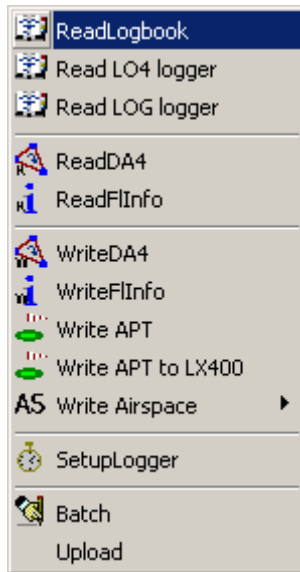 ReadLogbook
Read LO4 logger
Read LOG logger
ReadDA4
ReadFlInfo
WriteDA4
WriteFlInfo
Write APT
Write APT to LX400
AS Write Airspace
SetupLogger
Batch
Upload